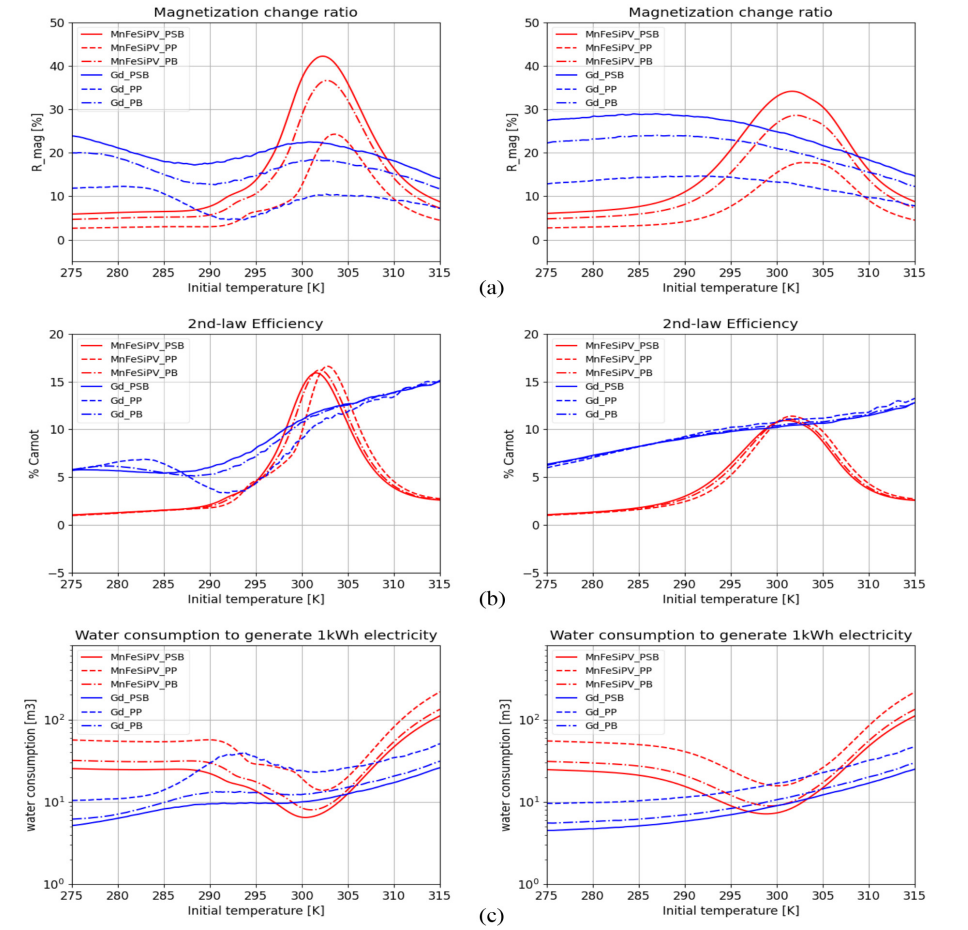 Magnetization change ratio
R_mag [%]
50
40
30
20
10
0
MnFeSiPV_PSB
MnFeSiPV_PP
MnFeSiPV_PB
Gd_PSB
Gd_PP
Gd_PB
275 280 285 290 295 300 305 310 315
Initial temperature [K]
Magnetization change ratio
R_mag [%]
50
40
30
20
10
0
MnFeSiPV_PSB
MnFeSiPV_PP
MnFeSiPV_PB
Gd_PSB
Gd_PP
Gd_PB
275 280 285 290 295 300 305 310 315
Initial temperature [K]
(a)
2nd-law Efficiency
% Carnot
20
15
10
5
0
−5
MnFeSiPV_PSB
MnFeSiPV_PP
MnFeSiPV_PB
Gd_PSB
Gd_PP
Gd_PB
275 280 285 290 295 300 305 310 315
Initial temperature [K]
2nd-law Efficiency
% Carnot
20
15
10
5
0
−5
MnFeSiPV_PSB
MnFeSiPV_PP
MnFeSiPV_PB
Gd_PSB
Gd_PP
Gd_PB
275 280 285 290 295 300 305 310 315
Initial temperature [K]
(b)
Water consumption to generate 1kWh electricity
water consumption [m3]
10²
10¹
10⁰
MnFeSiPV_PSB
MnFeSiPV_PP
MnFeSiPV_PB
Gd_PSB
Gd_PP
Gd_PB
275 280 285 290 295 300 305 310 315
Initial temperature [K]
Water consumption to generate 1kWh electricity
water consumption [m3]
10²
10¹
10⁰
MnFeSiPV_PSB
MnFeSiPV_PP
MnFeSiPV_PB
Gd_PSB
Gd_PP
Gd_PB
275 280 285 290 295 300 305 310 315
Initial temperature [K]
(c)